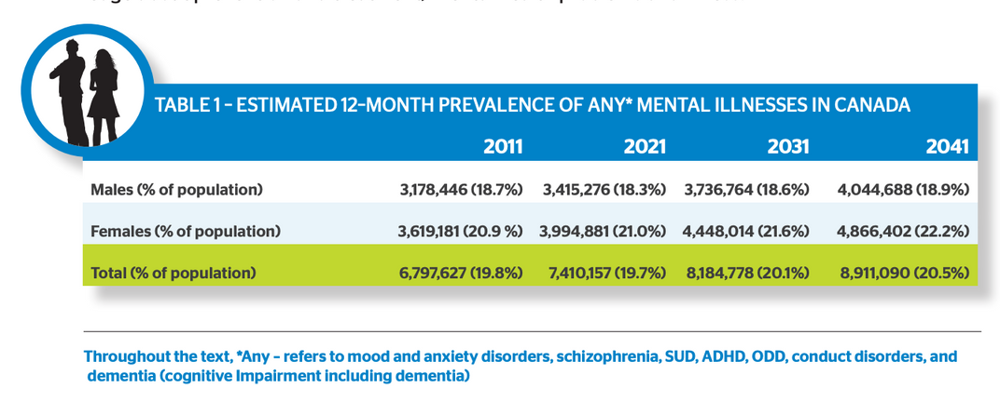 TABLE 1 – ESTIMATED 12-MONTH PREVALENCE OF ANY* MENTAL ILLNESSES IN CANADA
2011 2021 2031 2041
Males (% of population) 3,178,446 (18.7%) 3,415,276 (18.3%) 3,736,764 (18.6%) 4,044,688 (18.9%)
Females (% of population) 3,619,181 (20.9 %) 3,994,881 (21.0%) 4,448,014 (21.6%) 4,866,402 (22.2%)
Total (% of population) 6,797,627 (19.8%) 7,410,157 (19.7%) 8,184,778 (20.1%) 8,911,090 (20.5%)
Throughout the text, *Any – refers to mood and anxiety disorders, schizophrenia, SUD, ADHD, ODD, conduct disorders, and
dementia (cognitive Impairment including dementia)